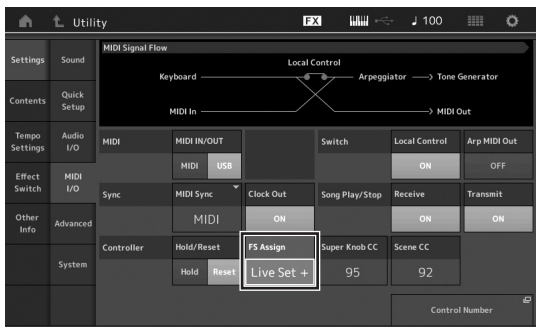 Utility FX 100
MIDI Signal Flow
Local Control
Keyboard Arpeggiator Tone Generator
MIDI In MIDI Out
Settings Sound
Contents Quick Setup
Tempo Settings Audio I/O
Effect Switch MIDI I/O
Other Info Advanced
System
MIDI MIDI IN/OUT Switch Local Control Arp MIDI Out
MIDI USB ON OFF
Sync MIDI Sync Clock Out Song Play/Stop Receive Transmit
MIDI ON ON ON
Controller Hold/Reset FS Assign Super Knob CC Scene CC
Hold Reset Live Set + 95 92
Control Number